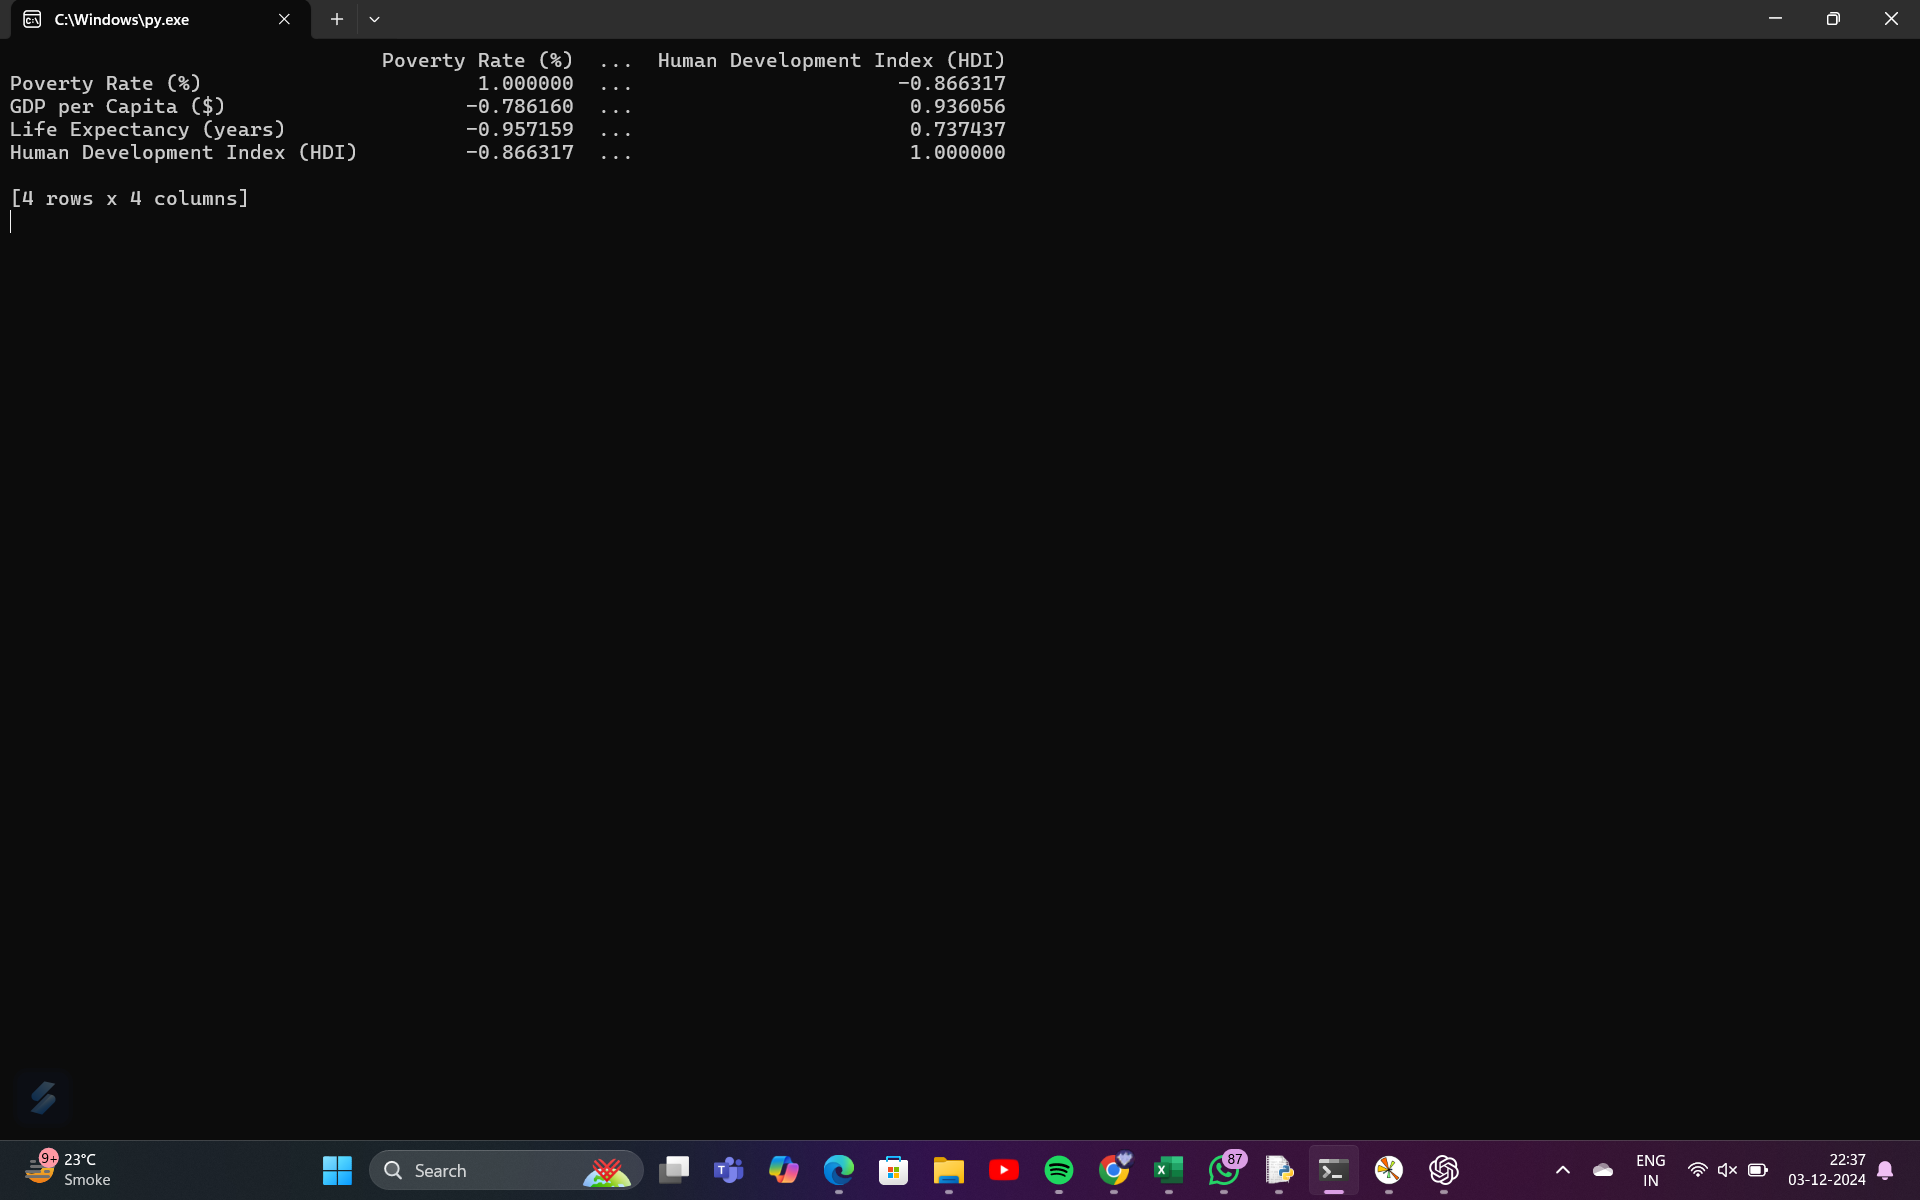 C:\Windows\py.exe
Poverty Rate (%) ... Human Development Index (HDI)
Poverty Rate (%) 1.000000 ... -0.866317
GDP per Capita ($) -0.786160 ... 0.936056
Life Expectancy (years) -0.957159 ... 0.737437
Human Development Index (HDI) -0.866317 ... 1.000000
[4 rows x 4 columns]
9+
23°C
Smoke
Search
87
ENG
IN
22:37
03-12-2024